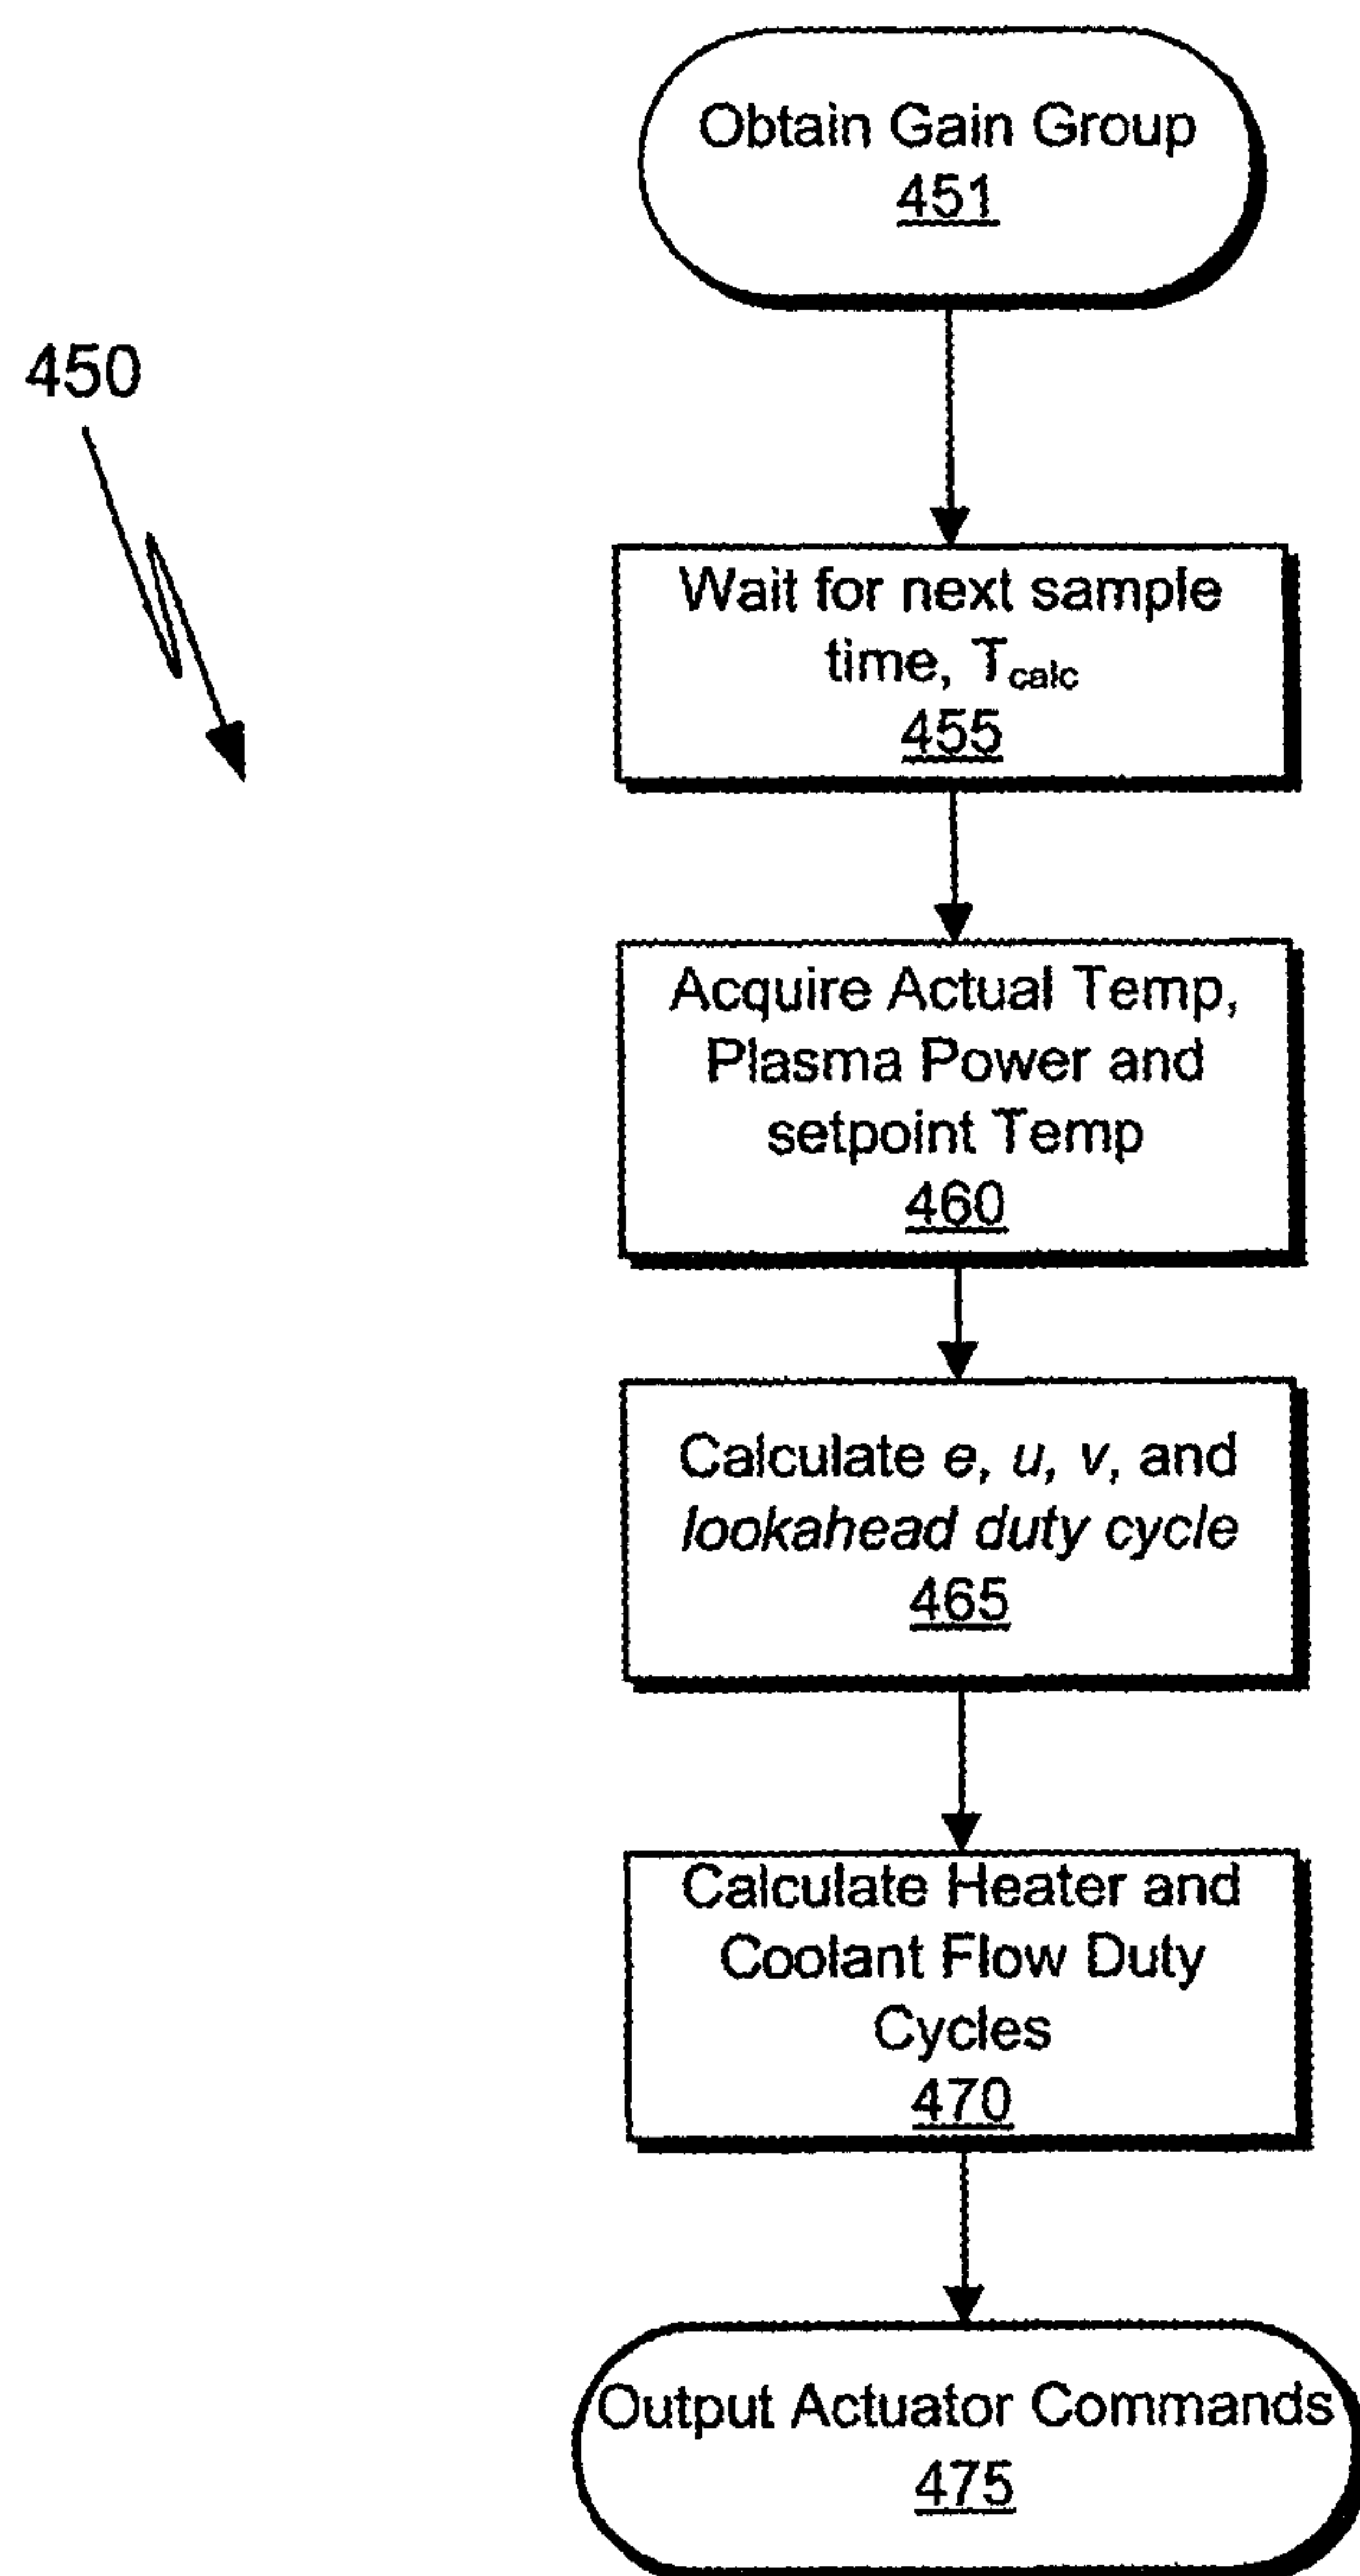 Obtain Gain Group
451
450
Wait for next sample
time, Tcalc
455
Acquire Actual Temp,
Plasma Power and
setpoint Temp
460
Calculate e, u, v, and
lookahead duty cycle
465
Calculate Heater and
Coolant Flow Duty
Cycles
470
Output Actuator Commands
475